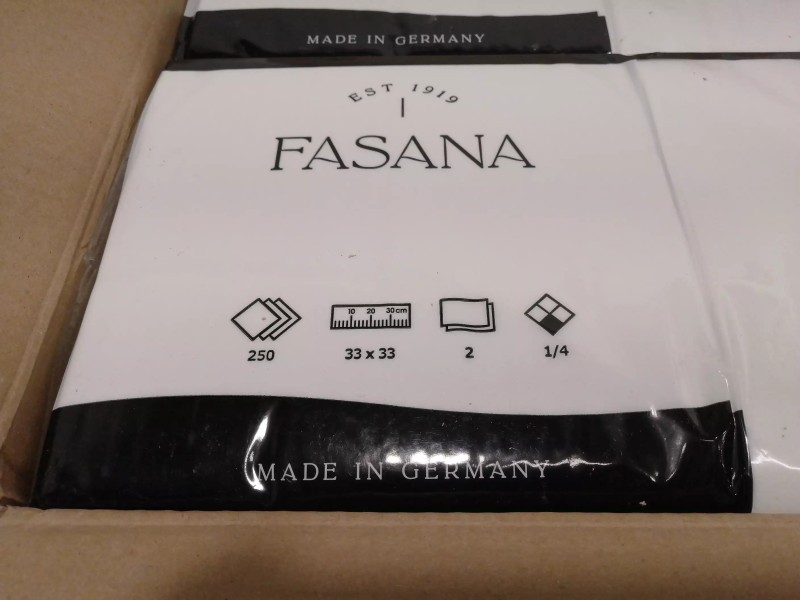 MADE IN GERMANY
EST 1919
FASANA
10 20 30cm
250 33 x 33 2 1/4
MADE IN GERMANY